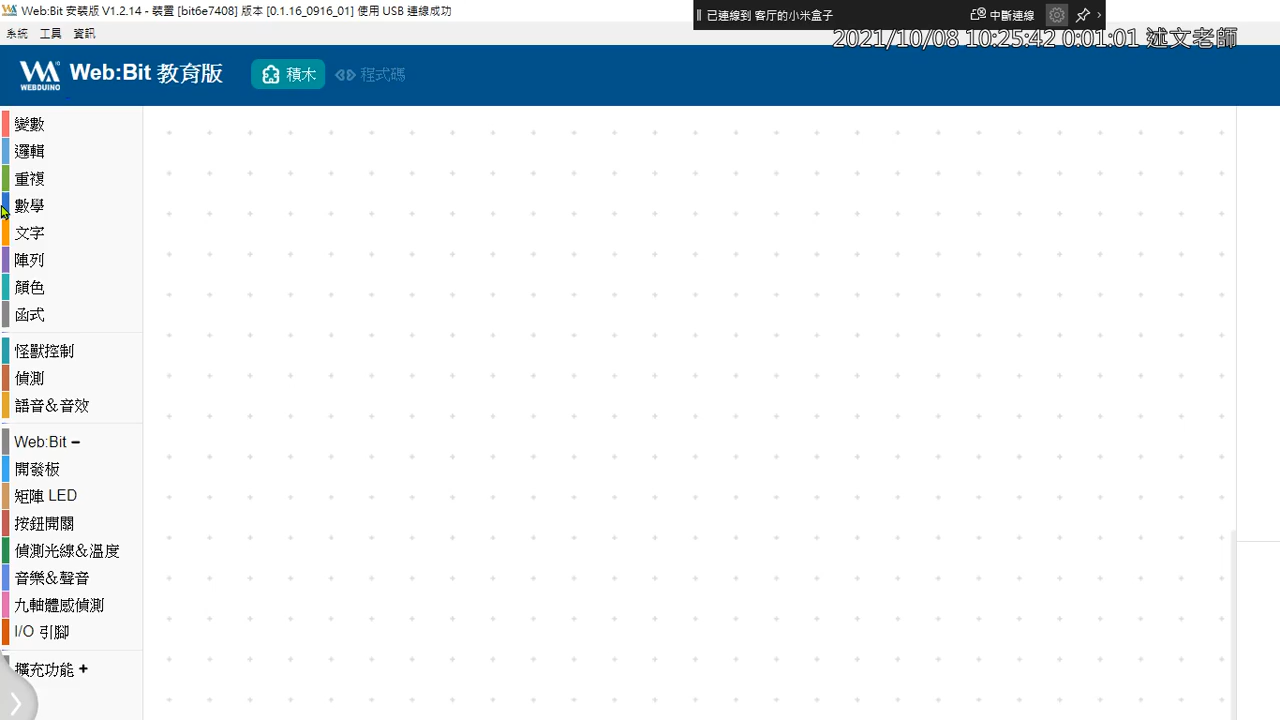 Web:Bit 安裝版 V1.2.14 - 裝置 [bit6e7408] 版本 [0.1.16_0916_01] 使用 USB 連線成功
已連線到 客厅的小米盒子
中斷連線
系統 工具 資訊
2021/10/08 10:25:42 0:01:01 述文老師
WEBDUINO
Web:Bit 教育版
積木
程式碼
變數
邏輯
重複
數學
文字
陣列
顏色
函式
怪獸控制
偵測
語音&音效
Web:Bit −
開發板
矩陣 LED
按鈕開關
偵測光線&溫度
音樂&聲音
九軸體感偵測
I/O 引腳
擴充功能 +